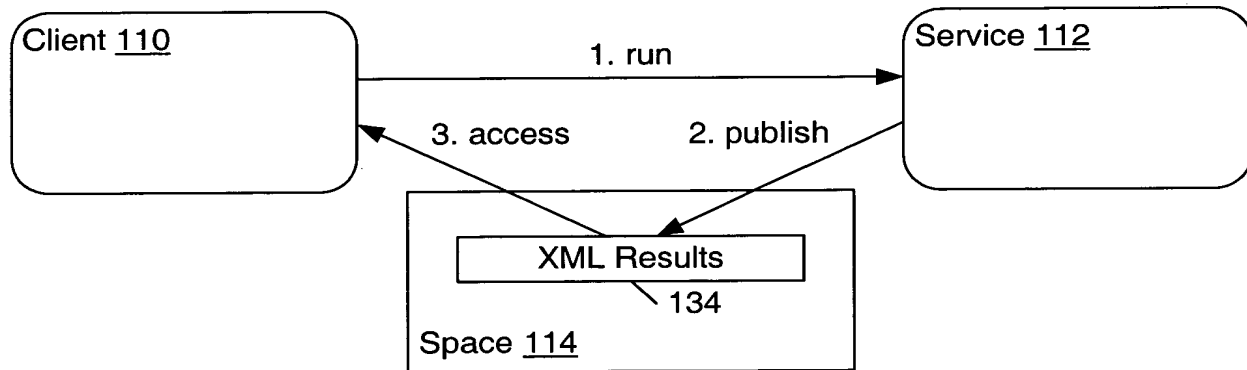 Client 110
Service 112
1. run
3. access
2. publish
XML Results
134
Space 114